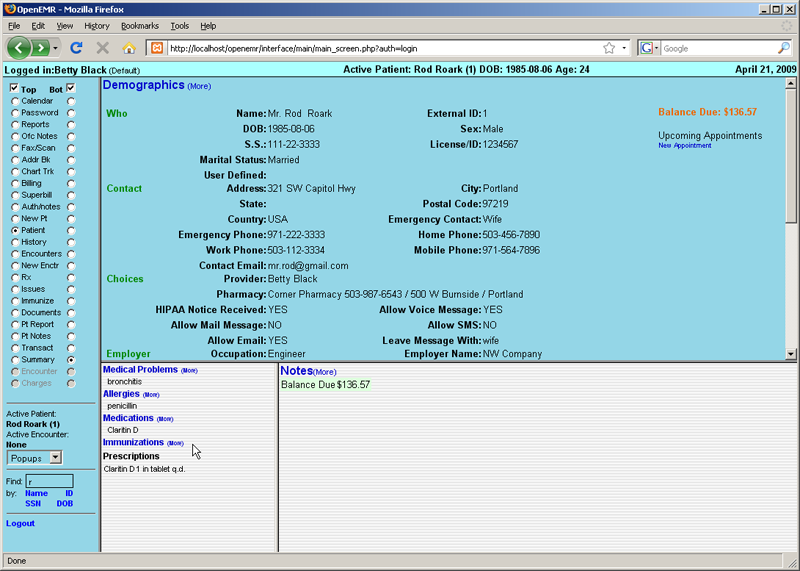 OpenEMR - Mozilla Firefox
File Edit View History Bookmarks Tools Help
http://localhost/openemr/interface/main/main_screen.php?auth=login
Google
Logged in:Betty Black (Default) Active Patient: Rod Roark (1) DOB: 1985-08-06 Age: 24 April 21, 2009
Top Bot
Calendar
Password
Reports
Ofc Notes
Fax/Scan
Addr Bk
Chart Trk
Billing
Superbill
Auth/notes
New Pt
Patient
History
Encounters
New Enctr
Rx
Issues
Immunize
Documents
Pt Report
Pt Notes
Transact
Summary
Encounter
Charges
Active Patient:
Rod Roark (1)
Active Encounter:
None
Popups
Find: r
by: Name ID
SSN DOB
Logout
Demographics (More)
Who Name: Mr. Rod Roark External ID: 1
DOB: 1985-08-06 Sex: Male
S.S.: 111-22-3333 License/ID: 1234567
Marital Status: Married
User Defined:
Contact Address: 321 SW Capitol Hwy City: Portland
State: Postal Code: 97219
Country: USA Emergency Contact: Wife
Emergency Phone: 971-222-3333 Home Phone: 503-456-7890
Work Phone: 503-112-3334 Mobile Phone: 971-564-7896
Contact Email: mr.rod@gmail.com
Choices Provider: Betty Black
Pharmacy: Corner Pharmacy 503-987-6543 / 500 W Burnside / Portland
HIPAA Notice Received: YES Allow Voice Message: YES
Allow Mail Message: NO Allow SMS: NO
Allow Email: YES Leave Message With: wife
Employer Occupation: Engineer Employer Name: NW Company
Balance Due: $136.57
Upcoming Appointments
New Appointment
Medical Problems (More)
bronchitis
Allergies (More)
penicillin
Medications (More)
Claritin D
Immunizations (More)
Prescriptions
Claritin D 1 in tablet q.d.
Notes(More)
Balance Due $136.57
Done